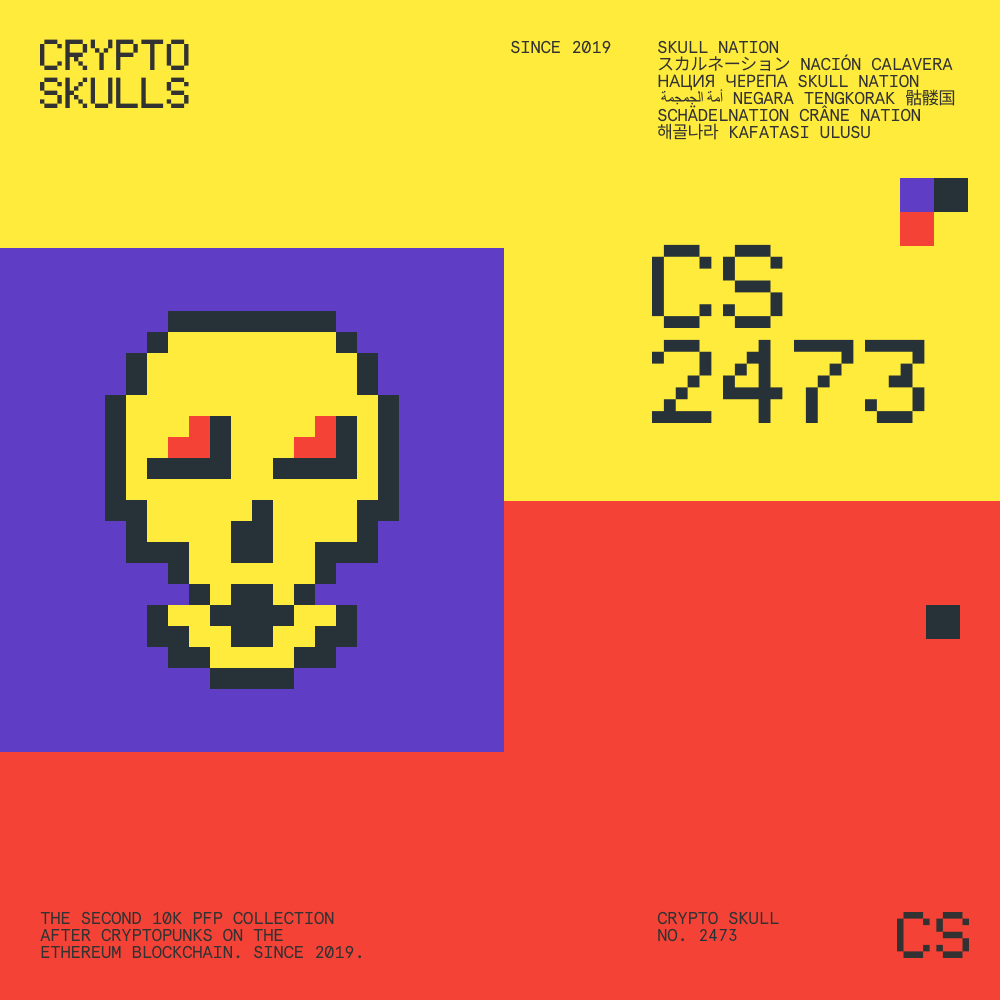 CRYPTO
SKULLS
SINCE 2019
SKULL NATION
スカルネーション NACIÓN CALAVERA
НАЦИЯ ЧЕРЕПА SKULL NATION
أمة الجمجمة NEGARA TENGKORAK 骷髅国
SCHÄDELNATION CRÂNE NATION
해골나라 KAFATASI ULUSU
CS
2473
THE SECOND 10K PFP COLLECTION
AFTER CRYPTOPUNKS ON THE
ETHEREUM BLOCKCHAIN. SINCE 2019.
CRYPTO SKULL
NO. 2473
CS